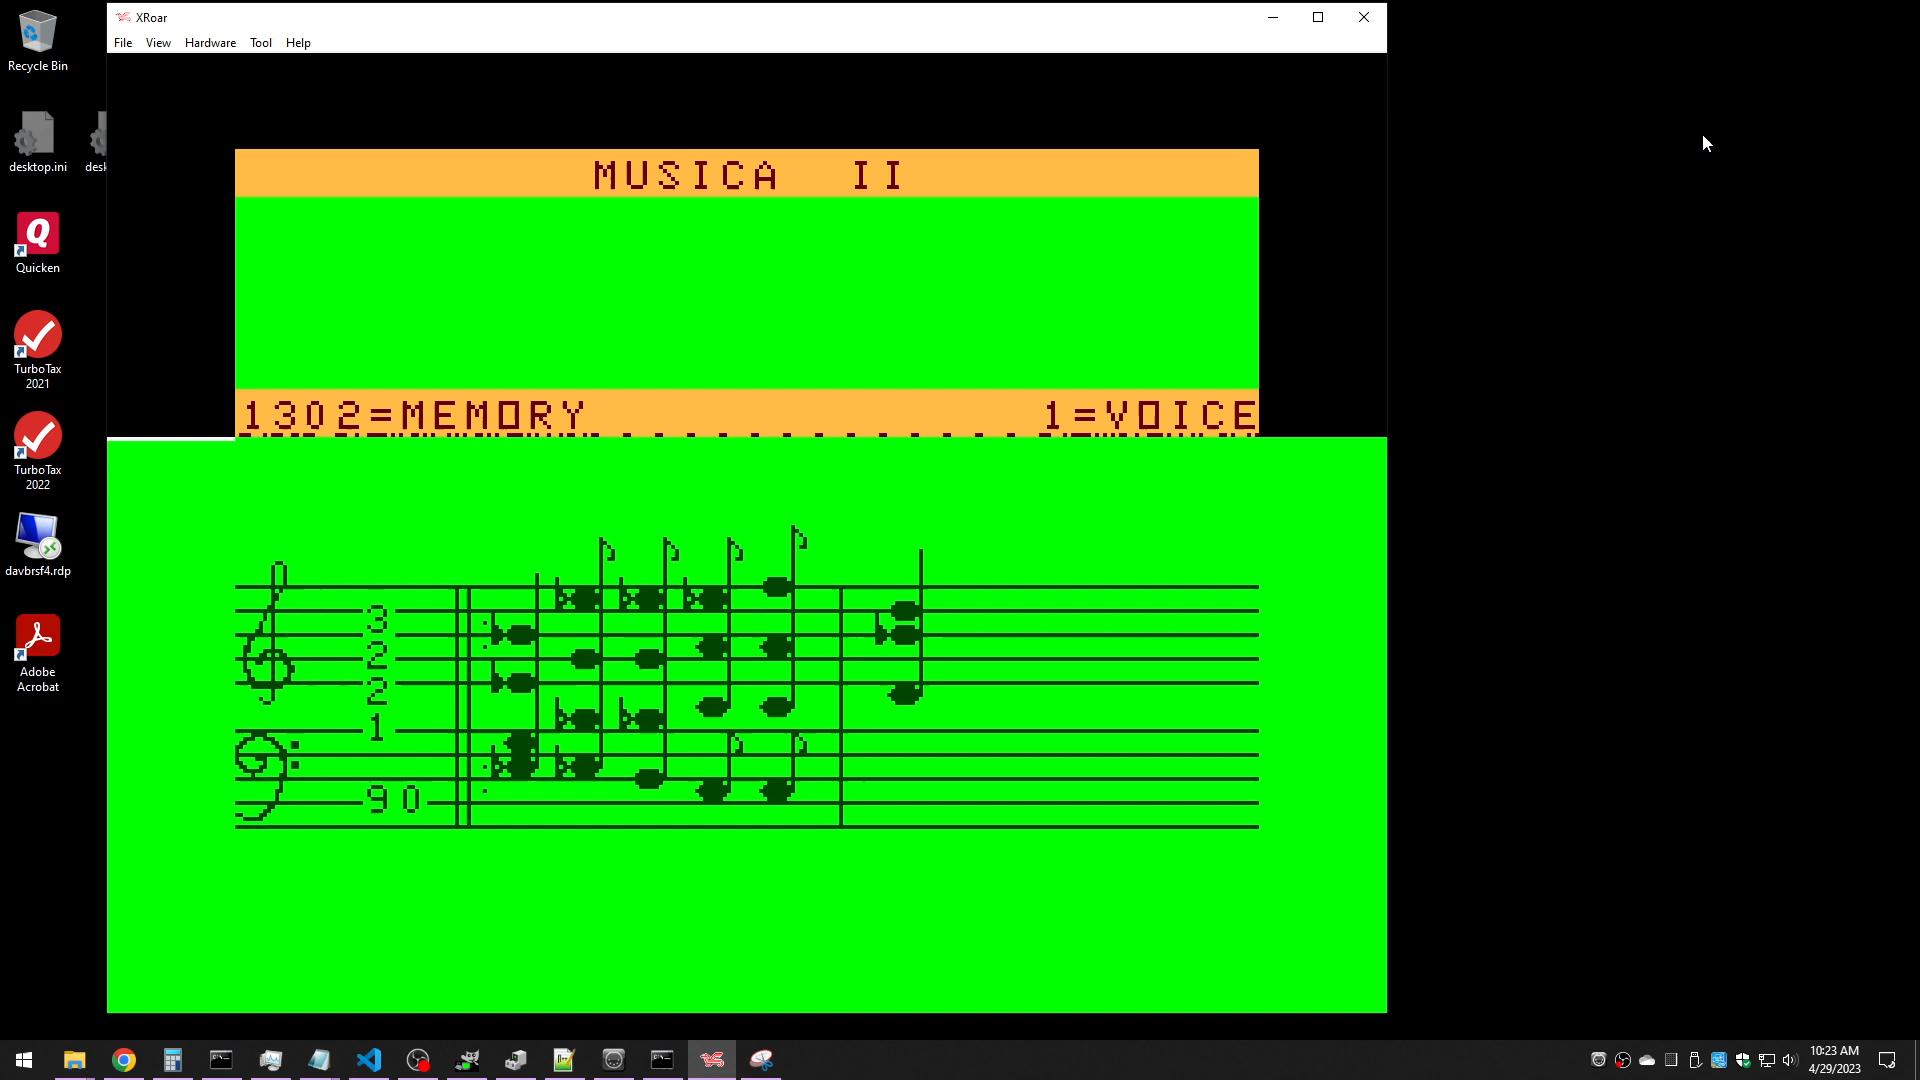 XRoar
File View Hardware Tool Help
Recycle Bin
desktop.ini
desk
Quicken
TurboTax
2021
TurboTax
2022
davbrsf4.rdp
Adobe
Acrobat
MUSICA II
1302=MEMORY 1=VOICE
3
2
2
1
90
10:23 AM
4/29/2023